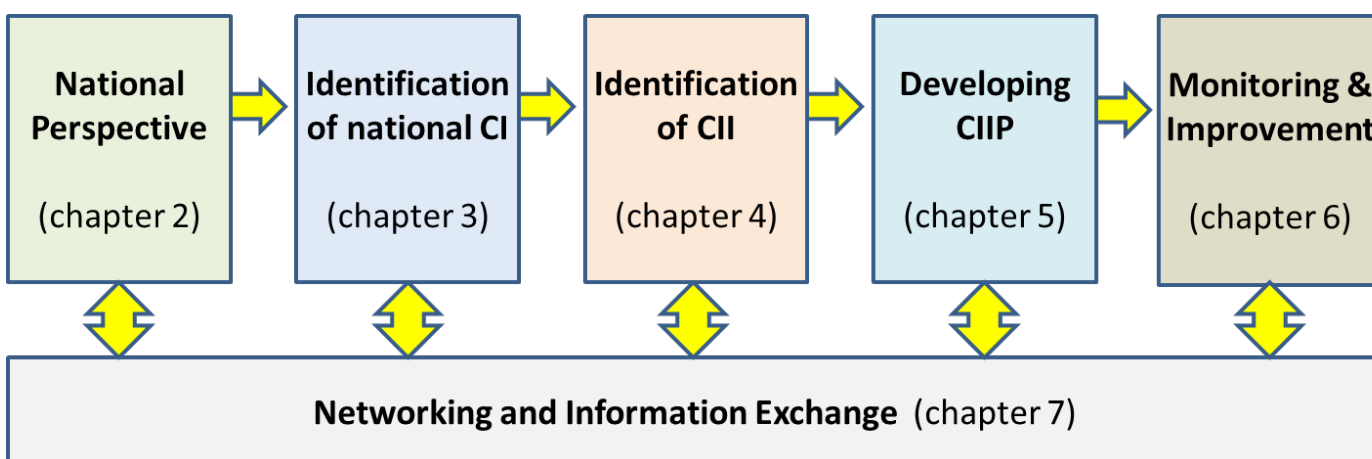 National
Perspective
(chapter 2)
Identification
of national CI
(chapter 3)
Identification
of CII
(chapter 4)
Developing
CIIP
(chapter 5)
Monitoring &
Improvement
(chapter 6)
Networking and Information Exchange (chapter 7)